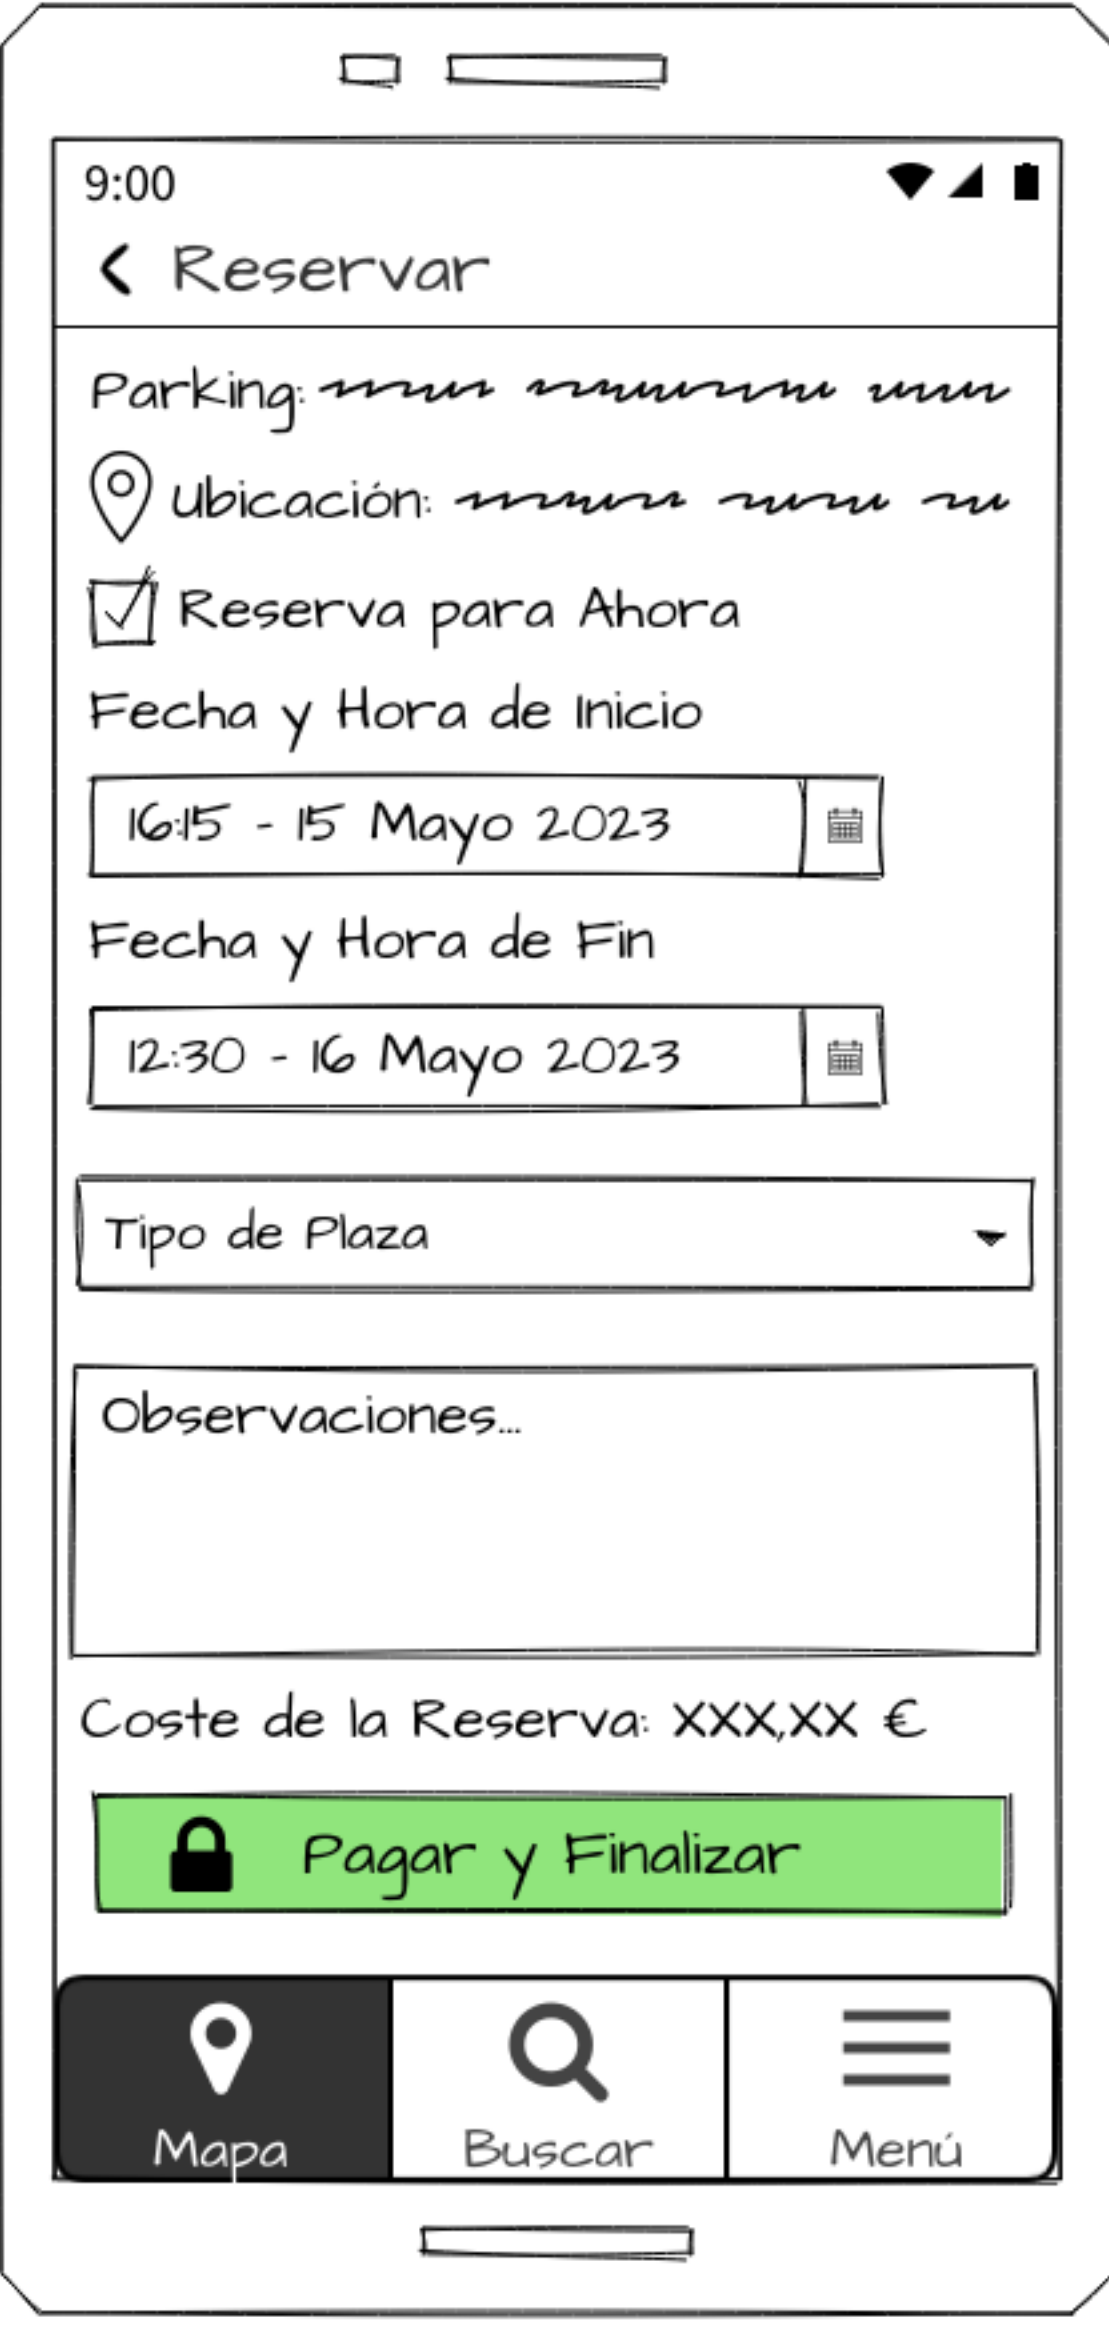 9:00
Reservar
Parking:
Ubicación:
Reserva para Ahora
Fecha y Hora de Inicio
16:15 - 15 Mayo 2023
Fecha y Hora de Fin
12:30 - 16 Mayo 2023
Tipo de Plaza
Observaciones...
Coste de la Reserva: XXX,XX €
Pagar y Finalizar
Mapa Buscar Menú